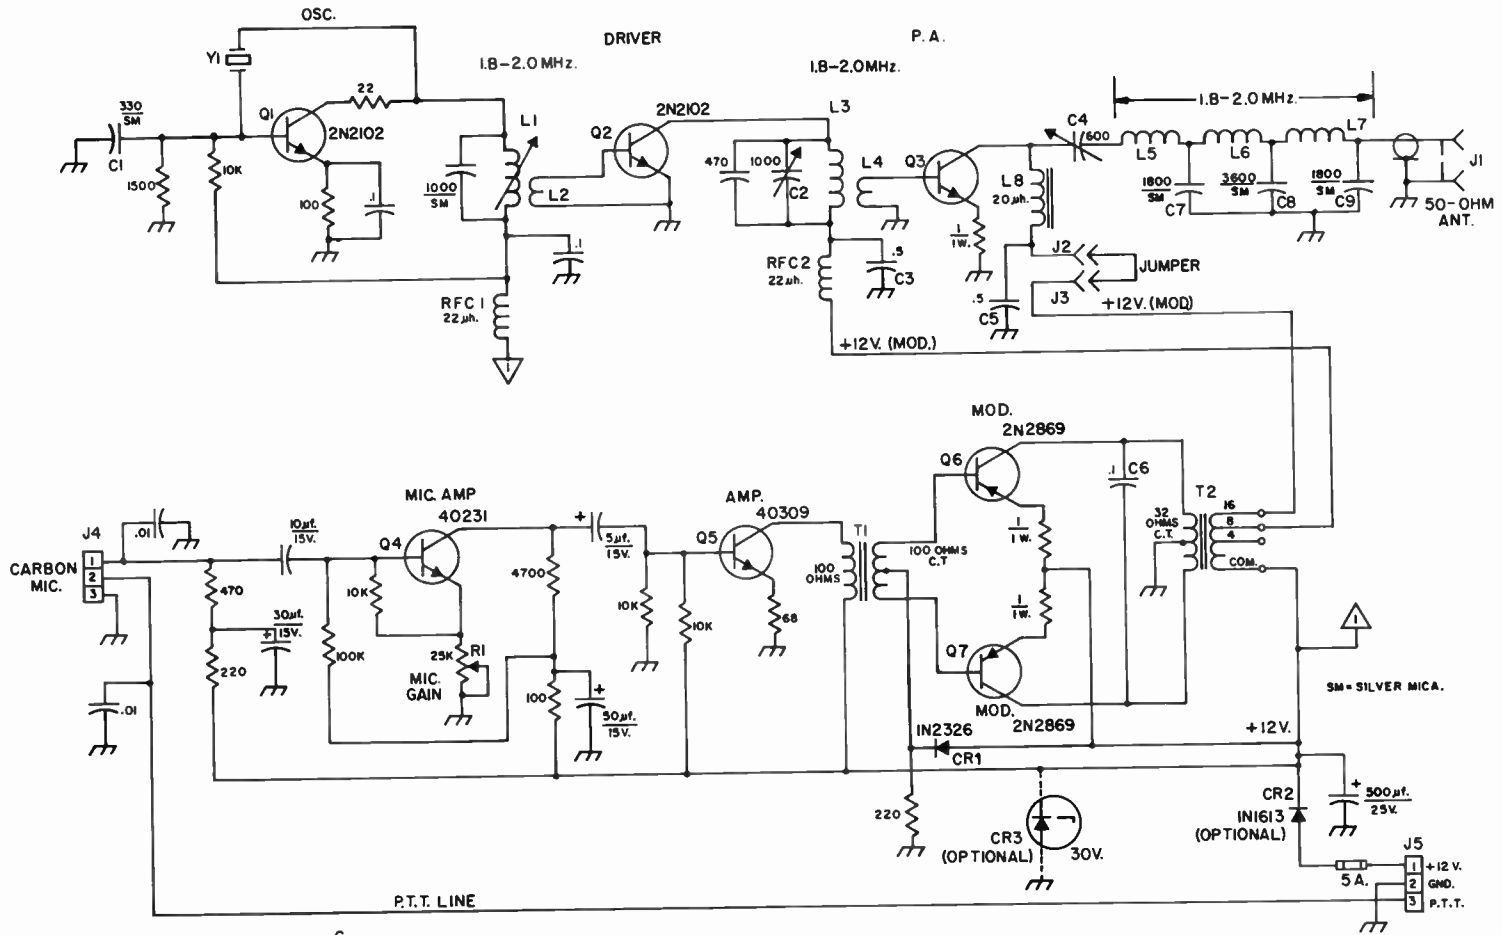 OSC.
DRIVER
P.A.
Y1
1.8-2.0 MHz.
1.8-2.0MHz.
1.8-2.0MHz.
330
SM
C1
Q1
22
2N2102
1500
10K
100
.1
L1
1000
SM
L2
Q2
2N2102
.1
RFC1
22µh.
1
L3
470
1000
C2
L4
Q3
RFC2
22µh.
.5
C3
1
1W.
L8
20µh.
C4
600
L5
L6
L7
1800
SM
C7
3600
SM
C8
1800
SM
C9
J1
50-OHM
ANT.
J2
JUMPER
J3
.5
C5
+12V.(MOD)
+12V. (MOD.)
MOD.
2N2869
Q6
.1
C6
T2
16
8
4
COM.
32
OHMS
C.T.
1
1W.
1
1W.
Q7
MOD.
2N2869
1
SM = SILVER MICA.
J4
1
2
3
CARBON
MIC.
.01
10µf.
15V.
MIC. AMP
40231
Q4
470
30µf.
15V.
220
10K
100K
25K
R1
MIC.
GAIN
4700
5µf.
15V.
100
50µf.
15V.
AMP.
40309
Q5
10K
10K
68
T1
100
OHMS
100 OHMS
C.T
.01
1N2326
CR1
+12V.
220
CR3
(OPTIONAL)
30V.
CR2
1N1613
(OPTIONAL)
500µf.
25V.
J5
5A.
1
+12V.
2
GND.
3
P.T.T.
P.T.T. LINE